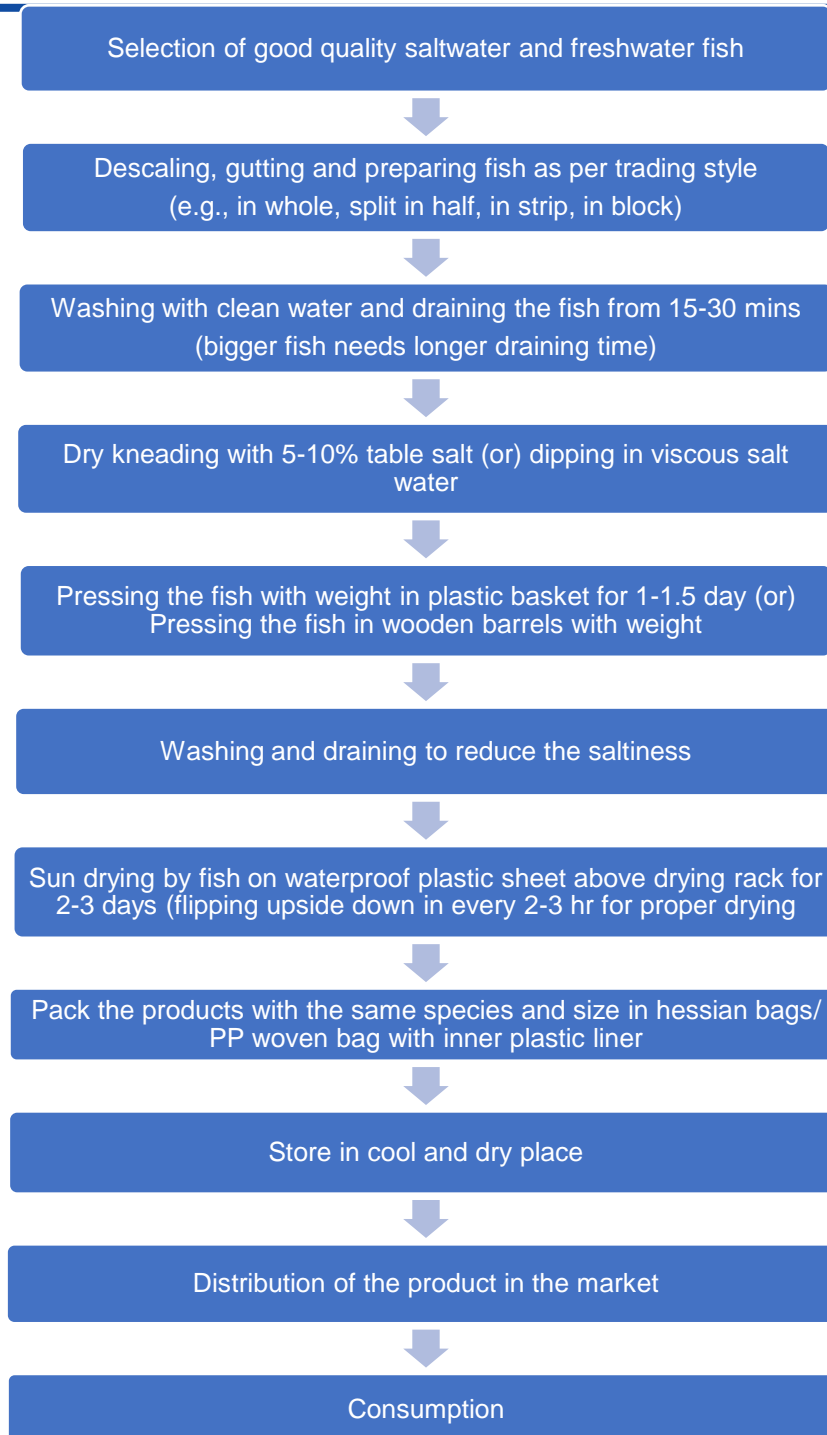 Selection of good quality saltwater and freshwater fish
Descaling, gutting and preparing fish as per trading style
(e.g., in whole, split in half, in strip, in block)
Washing with clean water and draining the fish from 15-30 mins
(bigger fish needs longer draining time)
Dry kneading with 5-10% table salt (or) dipping in viscous salt
water
Pressing the fish with weight in plastic basket for 1-1.5 day (or)
Pressing the fish in wooden barrels with weight
Washing and draining to reduce the saltiness
Sun drying by fish on waterproof plastic sheet above drying rack for
2-3 days (flipping upside down in every 2-3 hr for proper drying
Pack the products with the same species and size in hessian bags/
PP woven bag with inner plastic liner
Store in cool and dry place
Distribution of the product in the market
Consumption